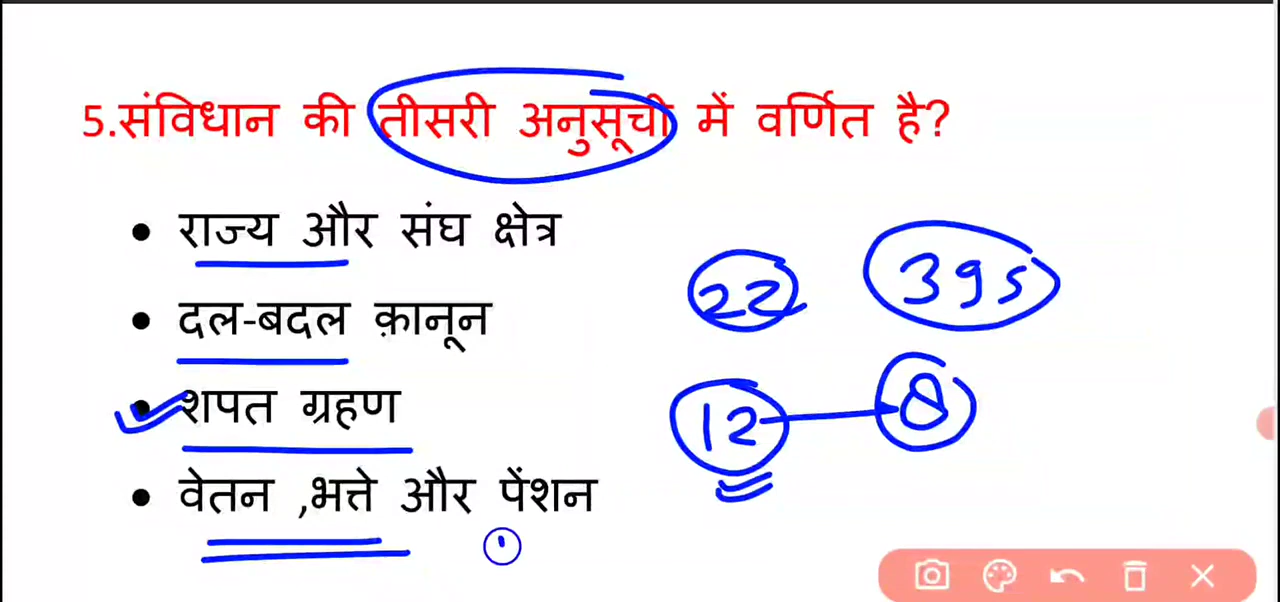 5.संविधान की तीसरी अनुसूची में वर्णित है?
• राज्य और संघ क्षेत्र
• दल-बदल क़ानून
• शपत ग्रहण
• वेतन ,भत्ते और पेंशन
22 395
12 8